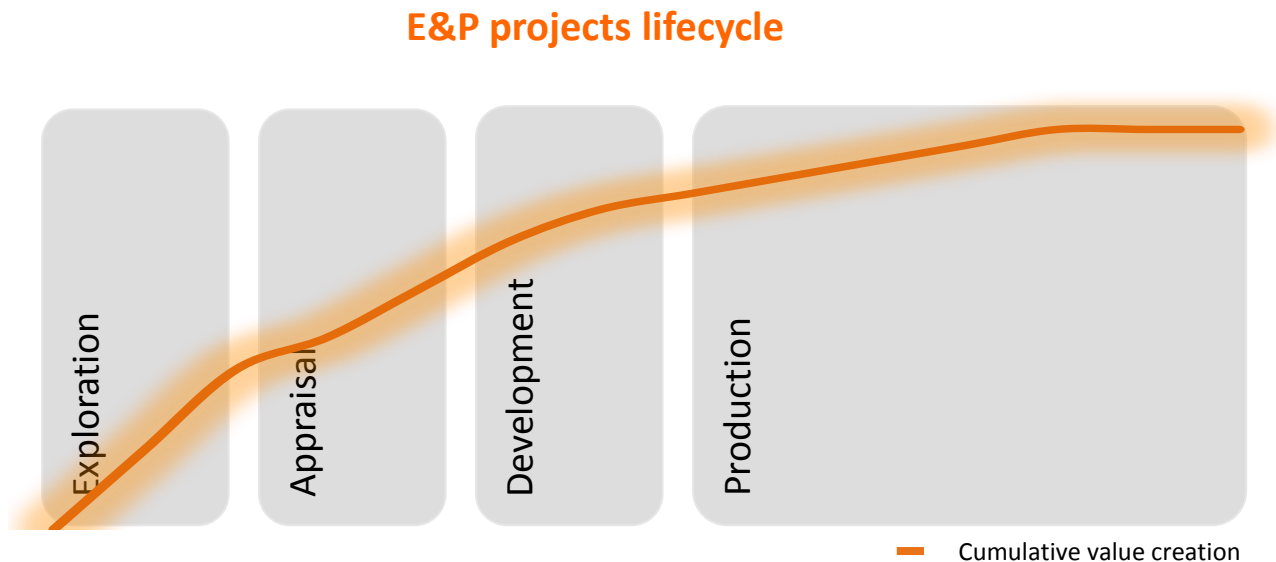 E&P projects lifecycle
Exploration
Appraisal
Development
Production
Cumulative value creation